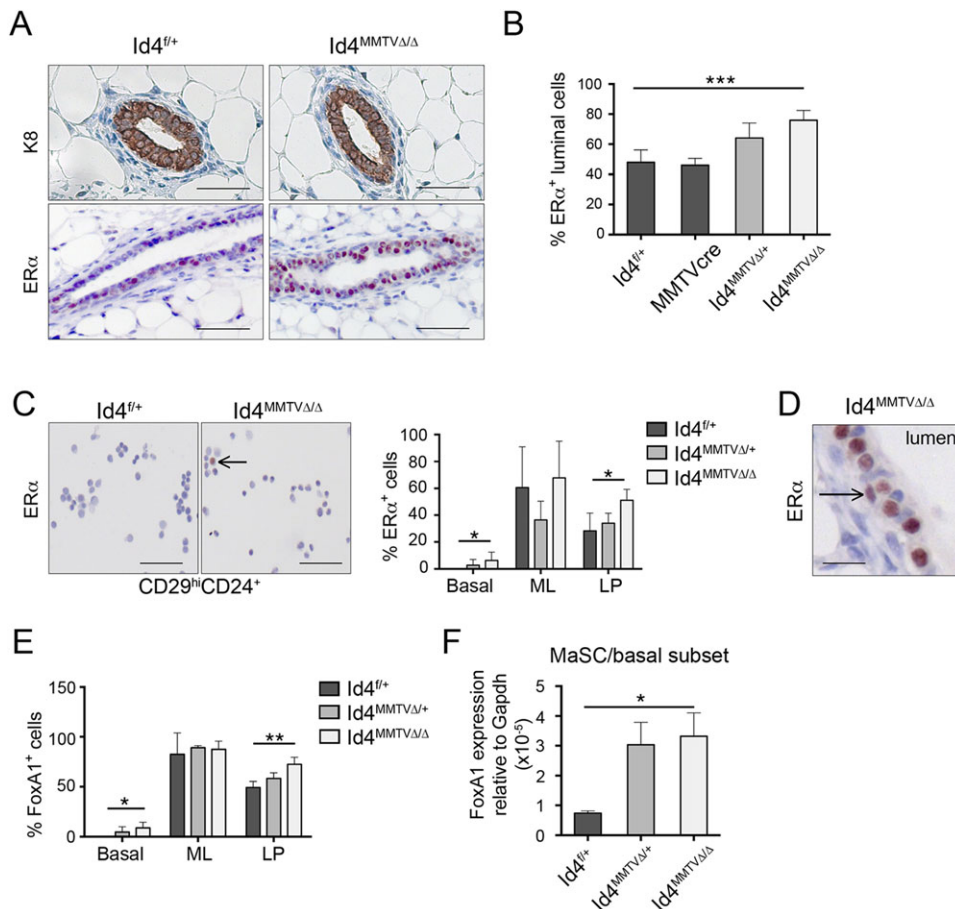 A
Id4f/+
Id4MMTVΔ/Δ
K8
ERα
B
% ERα+ luminal cells
100
80
60
40
20
0
***
Id4f/+
MMTVcre
Id4MMTVΔ/+
Id4MMTVΔ/Δ
C
Id4f/+
Id4MMTVΔ/Δ
ERα
CD29hiCD24+
% ERα+ cells
100
80
60
40
20
0
*
*
Basal
ML
LP
Id4f/+
Id4MMTVΔ/+
Id4MMTVΔ/Δ
D
Id4MMTVΔ/Δ
lumen
ERα
E
% FoxA1+ cells
150
100
50
0
*
**
Basal
ML
LP
Id4f/+
Id4MMTVΔ/+
Id4MMTVΔ/Δ
F
MaSC/basal subset
FoxA1 expression
relative to Gapdh
(x10-5)
5
4
3
2
1
0
*
Id4f/+
Id4MMTVΔ/+
Id4MMTVΔ/Δ